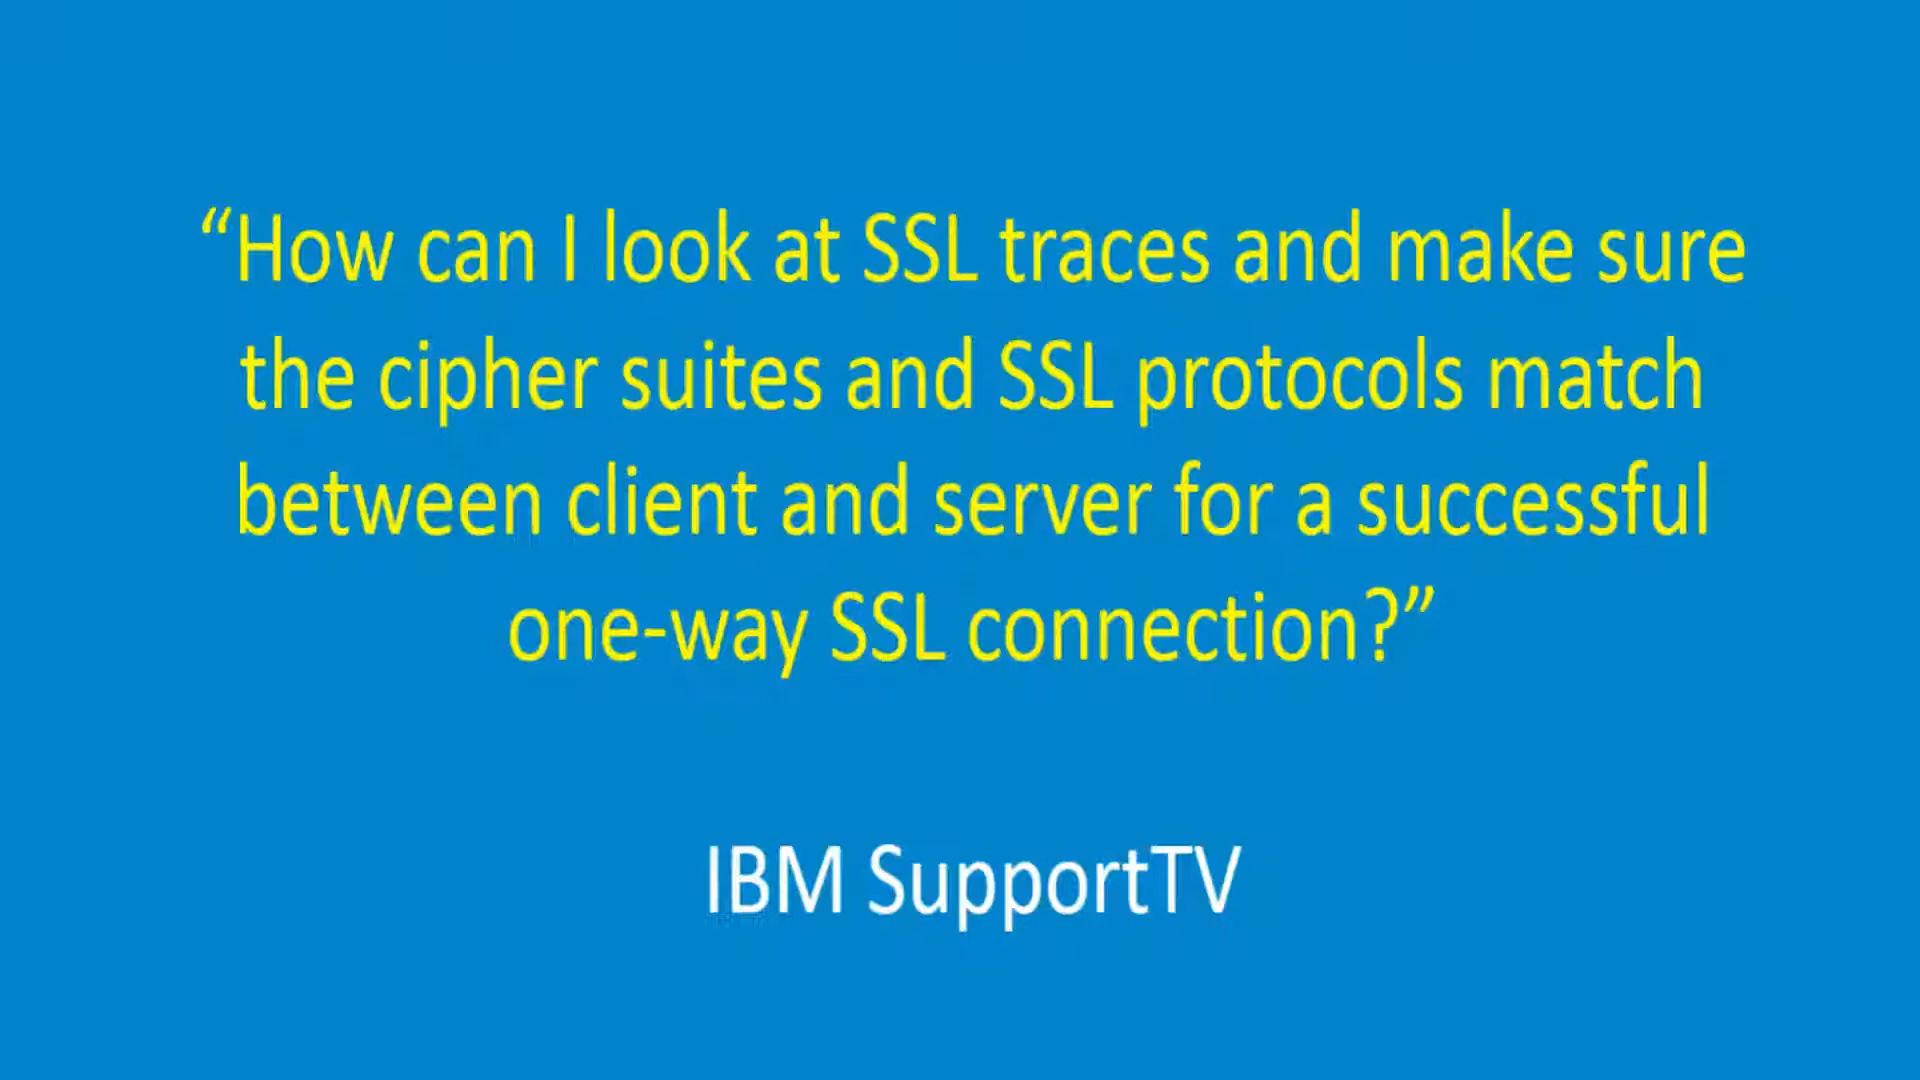 “How can I look at SSL traces and make sure
the cipher suites and SSL protocols match
between client and server for a successful
one-way SSL connection?”
IBM SupportTV